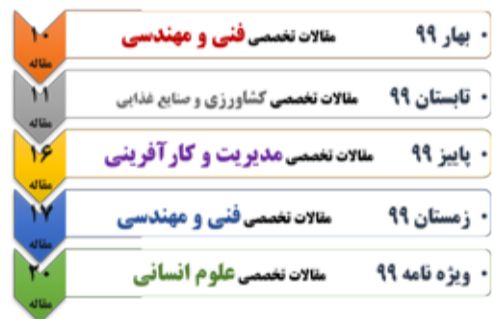 · بهار ۹۹ مقالات تخصصی فنی و مهندسی ۱۰ مقاله
· تابستان ۹۹ مقالات تخصصی کشاورزی و صنایع غذایی ۱۱ مقاله
· پاییز ۹۹ مقالات تخصصی مدیریت و کارآفرینی ۱۶ مقاله
· زمستان ۹۹ مقالات تخصصی فنی و مهندسی ۱۷ مقاله
· ویژه نامه ۹۹ مقالات تخصصی علوم انسانی ۲۰ مقاله